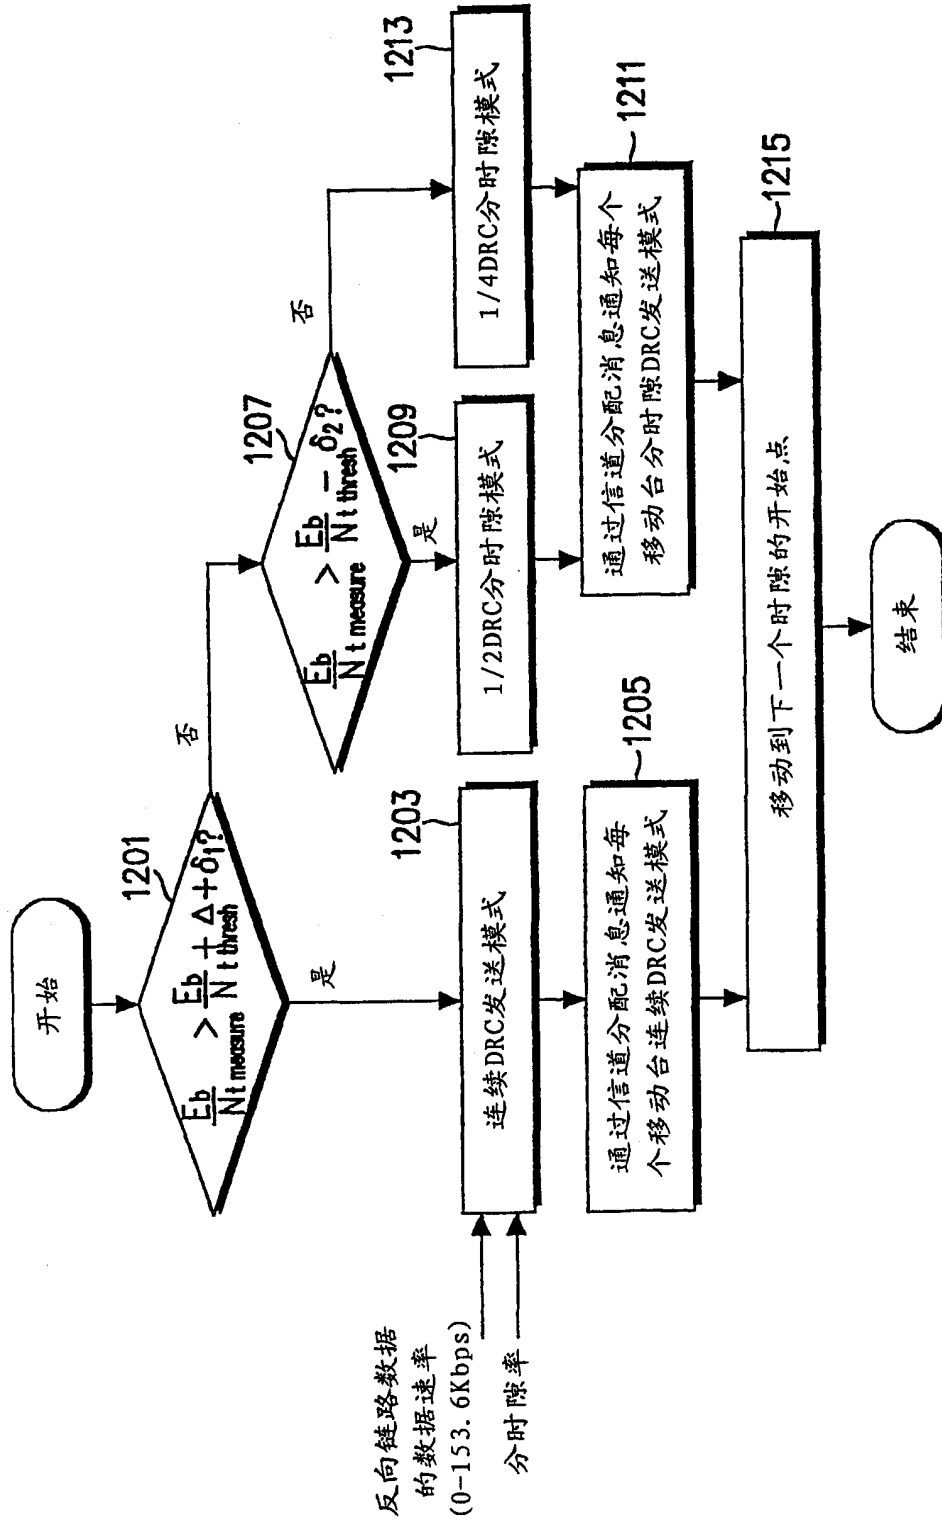 开始
1201
Eb/Nt measure > Eb/Nt thresh + Δ + δ1?
否
是
1207
Eb/Nt measure > Eb/Nt thresh − δ2?
否
是
反向链路数据
的数据速率
(0-153.6Kbps)
分时隙率
1203
连续DRC发送模式
1209
1/2DRC分时隙模式
1213
1/4DRC分时隙模式
1205
通过信道分配消息通知每
个移动台连续DRC发送模式
1211
通过信道分配消息通知每个
移动台分时隙DRC发送模式
1215
移动到下一个时隙的开始点
结束